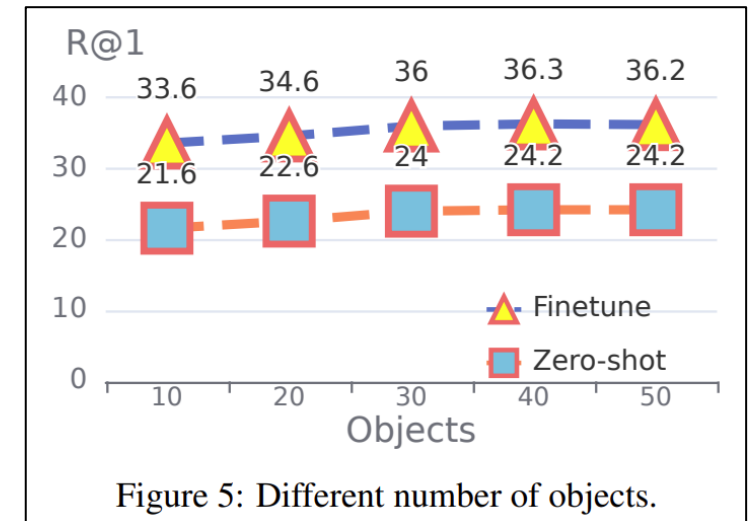 R@1
33.6 34.6 36 36.3 36.2
40
30
21.6 22.6 24 24.2 24.2
20
10
Finetune
Zero-shot
0
10 20 30 40 50
Objects
Figure 5: Different number of objects.